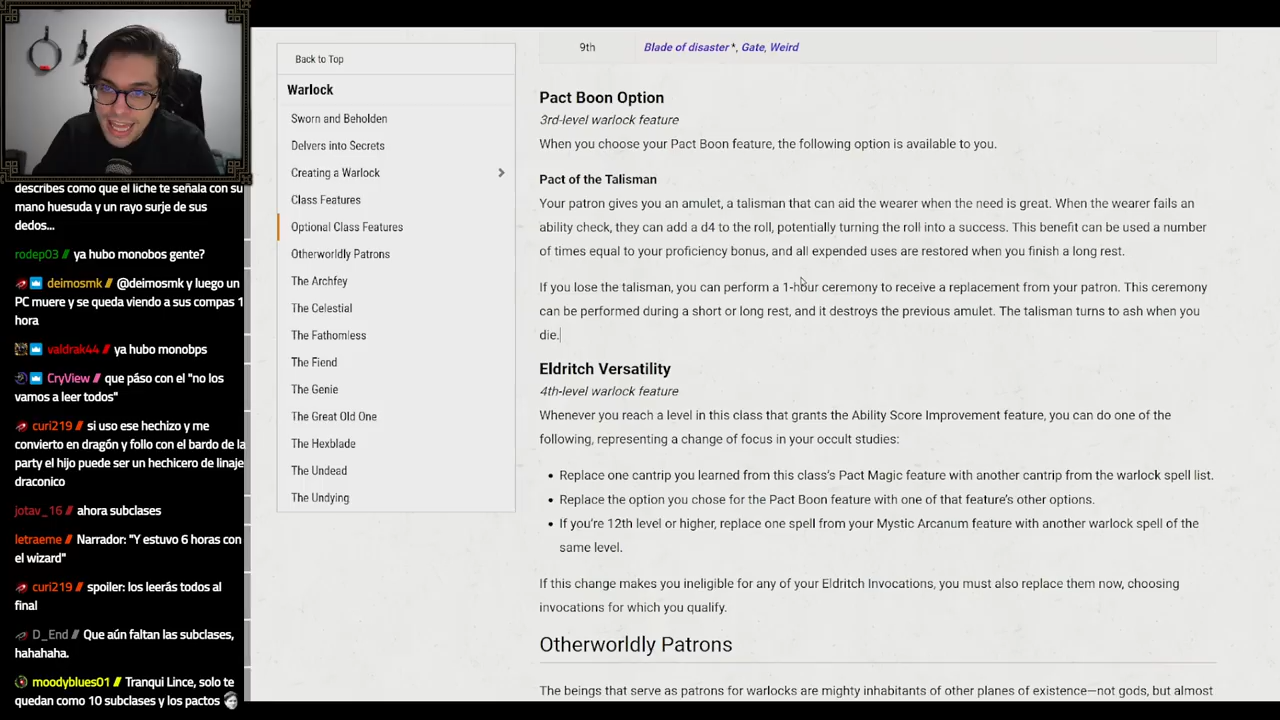 describes como que el liche te señala con su
mano huesuda y un rayo surje de sus
dedos...
rodep03 // ya hubo monobos gente?
deimosmk // @deimosmk y luego un
PC muere y se queda viendo a sus compas 1
hora
valdrak44 // ya hubo monobps
CryView // que páso con el "no los
vamos a leer todos"
curi219 // si uso ese hechizo y me
convierto en dragón y follo con el bardo de la
party el hijo puede ser un hechicero de linaje
draconico
jotav_16 // ahora subclases
letraeme // Narrador: "Y estuvo 6 horas con
el wizard"
curi219 // spoiler: los leerás todos al
final
D_End // Que aún faltan las subclases,
hahahaha.
moodyblues01 // Tranqui Lince, solo te
quedan como 10 subclases y los pactos
Back to Top
Warlock
Sworn and Beholden
Delvers into Secrets
Creating a Warlock
Class Features
Optional Class Features
Otherworldly Patrons
The Archfey
The Celestial
The Fathomless
The Fiend
The Genie
The Great Old One
The Hexblade
The Undead
The Undying
9th Blade of disaster *, Gate, Weird
Pact Boon Option
3rd-level warlock feature
When you choose your Pact Boon feature, the following option is available to you.
Pact of the Talisman
Your patron gives you an amulet, a talisman that can aid the wearer when the need is great. When the wearer fails an
ability check, they can add a d4 to the roll, potentially turning the roll into a success. This benefit can be used a number
of times equal to your proficiency bonus, and all expended uses are restored when you finish a long rest.
If you lose the talisman, you can perform a 1-hour ceremony to receive a replacement from your patron. This ceremony
can be performed during a short or long rest, and it destroys the previous amulet. The talisman turns to ash when you
die.
Eldritch Versatility
4th-level warlock feature
Whenever you reach a level in this class that grants the Ability Score Improvement feature, you can do one of the
following, representing a change of focus in your occult studies:
• Replace one cantrip you learned from this class's Pact Magic feature with another cantrip from the warlock spell list.
• Replace the option you chose for the Pact Boon feature with one of that feature's other options.
• If you're 12th level or higher, replace one spell from your Mystic Arcanum feature with another warlock spell of the
same level.
If this change makes you ineligible for any of your Eldritch Invocations, you must also replace them now, choosing
invocations for which you qualify.
Otherworldly Patrons
The beings that serve as patrons for warlocks are mighty inhabitants of other planes of existence—not gods, but almost